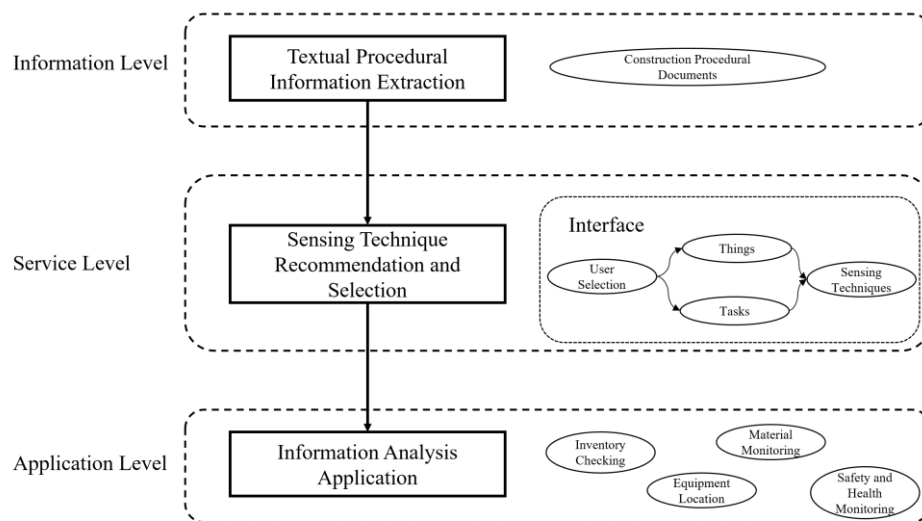 Information Level
Textual Procedural
Information Extraction
Construction Procedural
Documents
Service Level
Sensing Technique
Recommendation and
Selection
Interface
User
Selection
Things
Tasks
Sensing
Techniques
Application Level
Information Analysis
Application
Inventory
Checking
Material
Monitoring
Equipment
Location
Safety and
Health
Monitoring